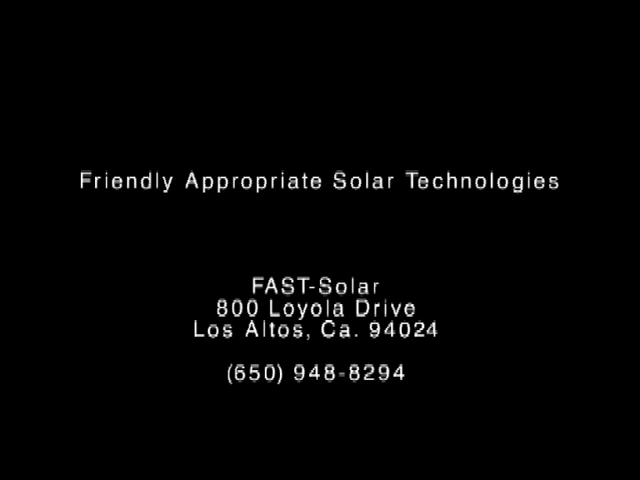 Friendly Appropriate Solar Technologies
FAST-Solar
800 Loyola Drive
Los Altos, Ca. 94024
(650) 948-8294